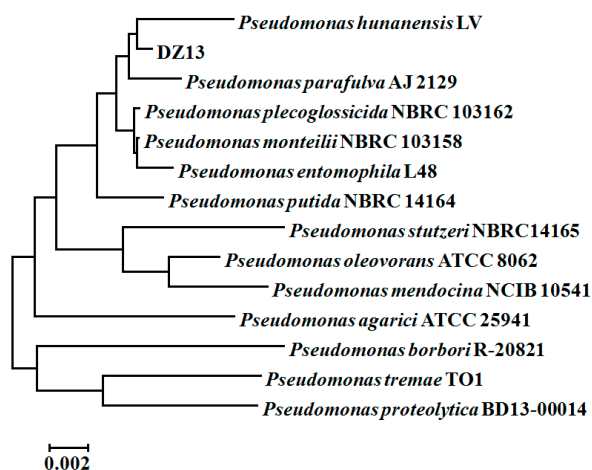 Pseudomonas hunanensis LV
DZ13
Pseudomonas parafulva AJ 2129
Pseudomonas plecoglossicida NBRC 103162
Pseudomonas monteilii NBRC 103158
Pseudomonas entomophila L48
Pseudomonas putida NBRC 14164
Pseudomonas stutzeri NBRC14165
Pseudomonas oleovorans ATCC 8062
Pseudomonas mendocina NCIB 10541
Pseudomonas agarici ATCC 25941
Pseudomonas borbori R-20821
Pseudomonas tremae TO1
Pseudomonas proteolytica BD13-00014
0.002